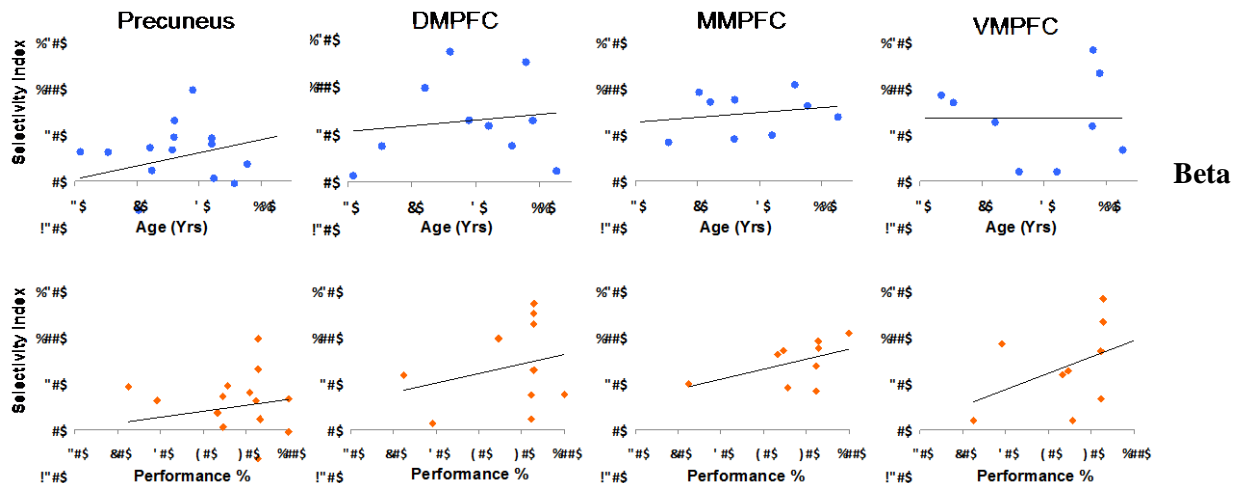 Precuneus DMPFC MMPFC VMPFC
Selectivity Index
%"#$ %"#$ %"#$ %"#$
%##$ %##$ %##$ %##$
"#$ "#$ "#$ "#$
Beta
#$ #$ #$ #$
"$ &$ '$ %%$ "$ &$ '$ %%$ "$ &$ '$ %%$ "$ &$ '$ %%$
!"#$ Age (Yrs) !"#$ Age (Yrs) !"#$ Age (Yrs) !"#$ Age (Yrs)
Selectivity Index
%"#$ %"#$ %"#$ %"#$
%##$ %##$ %##$ %##$
"#$ "#$ "#$ "#$
#$ #$ #$ #$
"#$ &#$ '#$ (#$ )#$ %##$ "#$ &#$ '#$ (#$ )#$ %##$ "#$ &#$ '#$ (#$ )#$ %##$ "#$ &#$ '#$ (#$ )#$ %##$
!"#$ Performance % !"#$ Performance % !"#$ Performance % !"#$ Performance %